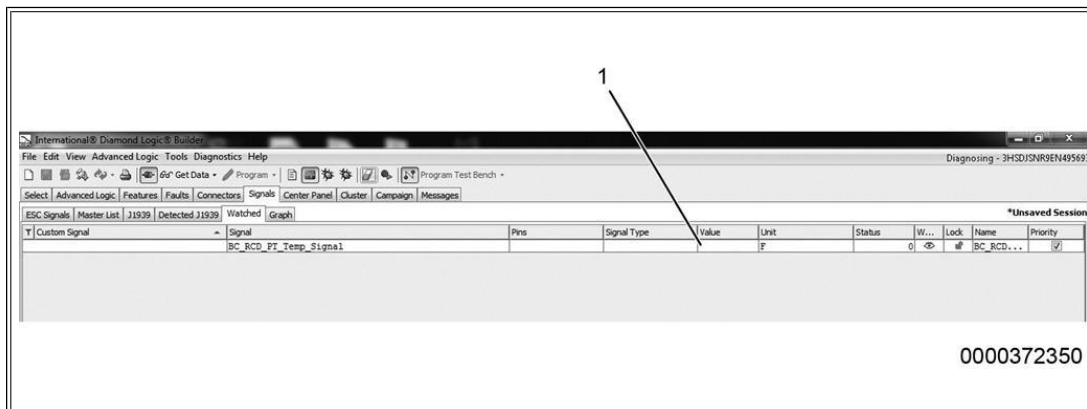 1
International® Diamond Logic® Builder
File Edit View Advanced Logic Tools Diagnostics Help
Diagnosing - 3HSDJSNR9EN49569
Get Data
Program
Program Test Bench
Select Advanced Logic Features Faults Connectors Signals Center Panel Cluster Campaign Messages
ESC Signals Master List J1939 Detected J1939 Watched Graph
*Unsaved Session
Custom Signal Signal Pins Signal Type Value Unit Status W... Lock Name Priority
BC_RCD_PT_Temp_Signal F 0 BC_RCD...
0000372350